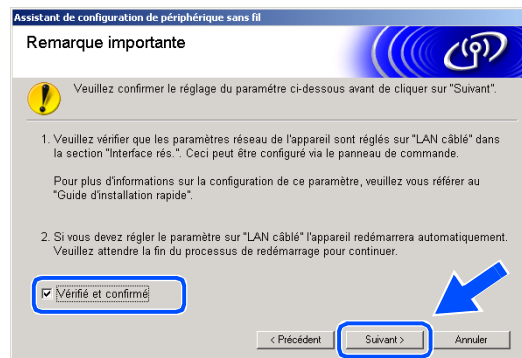 Assistant de configuration de périphérique sans fil
Remarque importante
Veuillez confirmer le réglage du paramétre ci-dessous avant de cliquer sur "Suivant".
1. Veuillez vérifier que les paramètres réseau de l'appareil sont réglés sur "LAN câblé" dans
la section "Interface rés.". Ceci peut être configuré via le panneau de commande.
Pour plus d'informations sur la configuration de ce paramètre, veuillez vous référer au
"Guide d'installation rapide".
2. Si vous devez régler le paramètre sur "LAN câblé" l'appareil redémarrera automatiquement.
Veuillez attendre la fin du processus de redémarrage pour continuer.
Vérifié et confirmé
< Précédent Suivant > Annuler